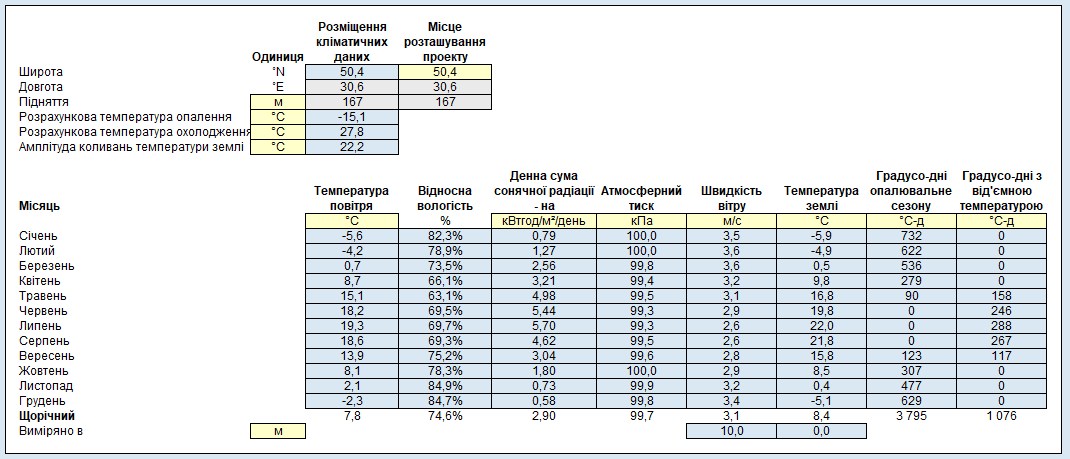 Одиниця Розміщення кліматичних даних Місце розташування проекту
Широта °N 50,4 50,4
Довгота °E 30,6 30,6
Підняття м 167 167
Розрахункова температура опалення °C -15,1
Розрахункова температура охолодження °C 27,8
Амплітуда коливань температури землі °C 22,2
Місяць Температура повітря Відносна вологість Денна сума сонячної радіації - на Атмосферний тиск Швидкість вітру Температура землі Градусо-дні опалювальне сезону Градусо-дні з від'ємною температурою
°C % кВтгод/м²/день кПа м/с °C °C-д °C-д
Січень -5,6 82,3% 0,79 100,0 3,5 -5,9 732 0
Лютий -4,2 78,9% 1,27 100,0 3,6 -4,9 622 0
Березень 0,7 73,5% 2,56 99,8 3,6 0,5 536 0
Квітень 8,7 66,1% 3,21 99,4 3,2 9,8 279 0
Травень 15,1 63,1% 4,98 99,5 3,1 16,8 90 158
Червень 18,2 69,5% 5,44 99,3 2,9 19,8 0 246
Липень 19,3 69,7% 5,70 99,3 2,6 22,0 0 288
Серпень 18,6 69,3% 4,62 99,5 2,6 21,8 0 267
Вересень 13,9 75,2% 3,04 99,6 2,8 15,8 123 117
Жовтень 8,1 78,3% 1,80 100,0 2,9 8,5 307 0
Листопад 2,1 84,9% 0,73 99,9 3,2 0,4 477 0
Грудень -2,3 84,7% 0,58 99,8 3,4 -5,1 629 0
Щорічний 7,8 74,6% 2,90 99,7 3,1 8,4 3 795 1 076
Виміряно в м 10,0 0,0